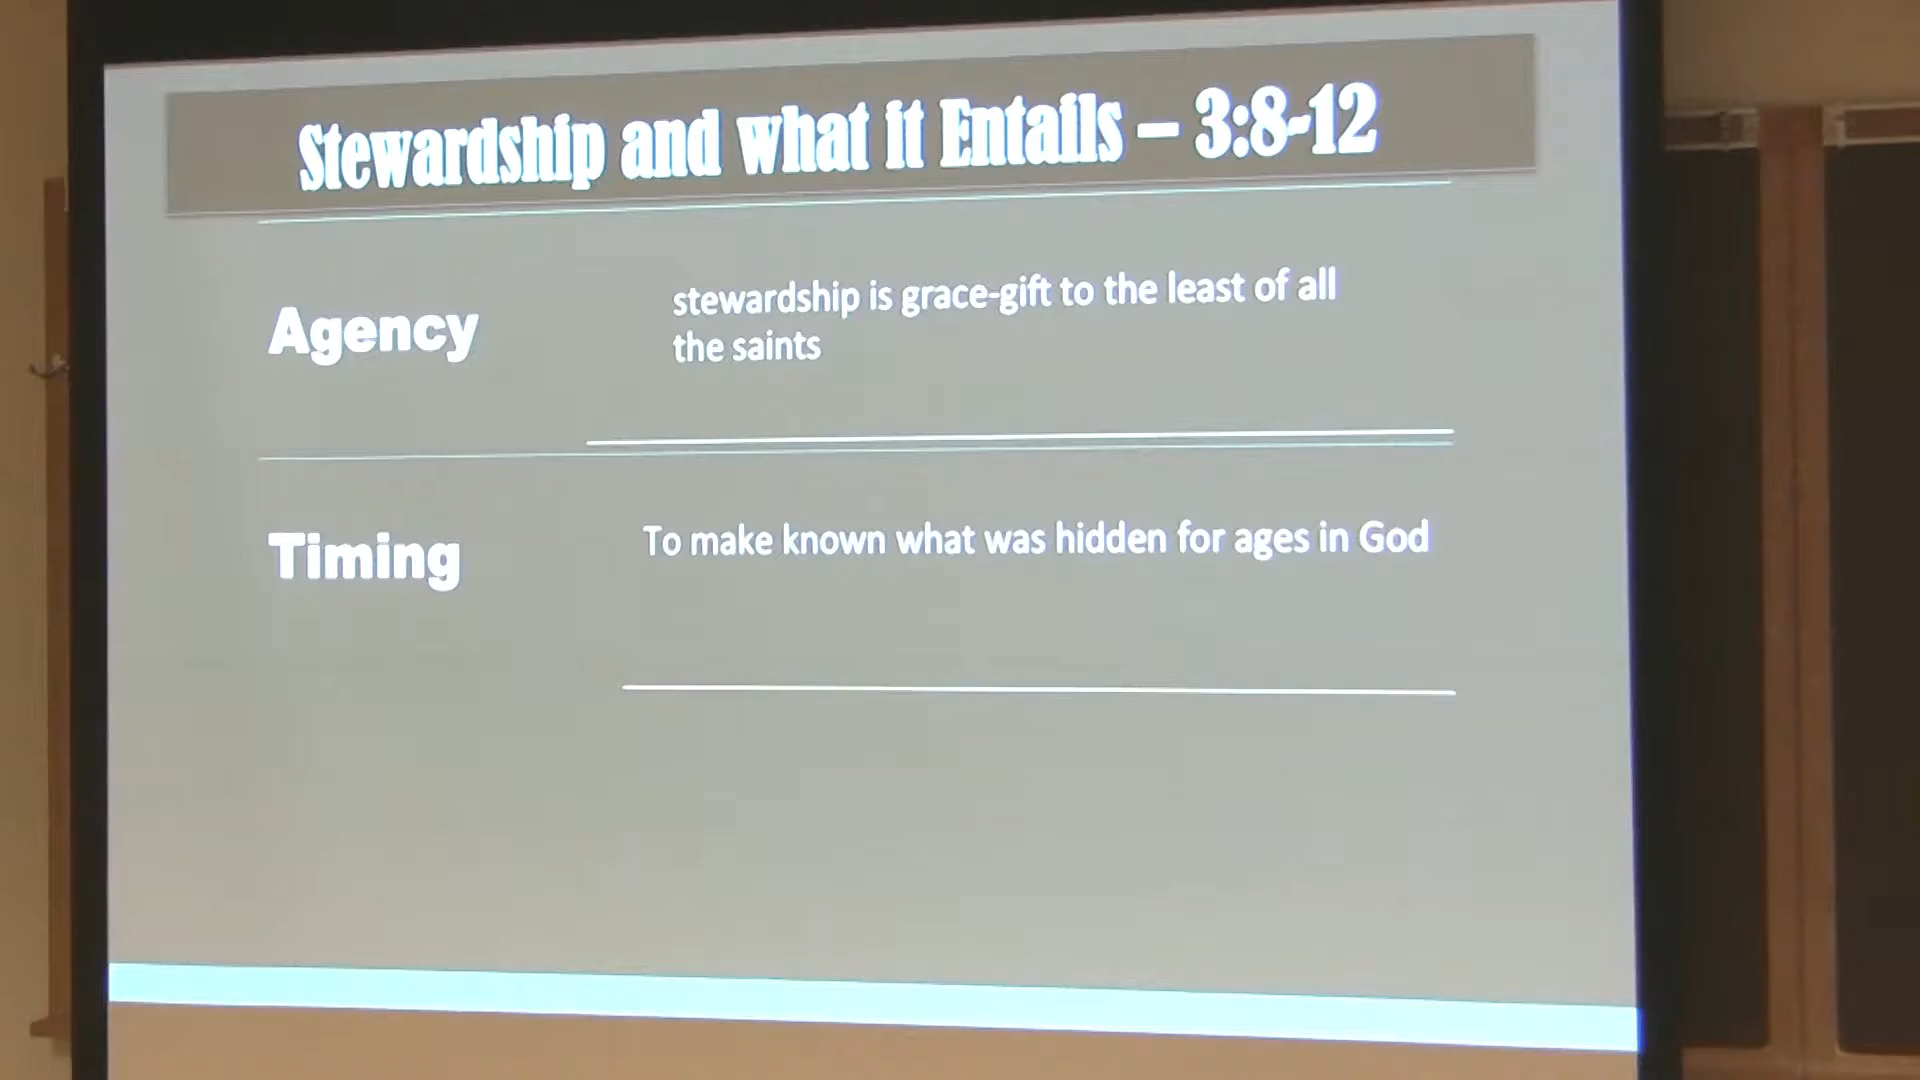 Stewardship and what it Entails – 3:8-12
Agency
stewardship is grace-gift to the least of all
the saints
Timing
To make known what was hidden for ages in God